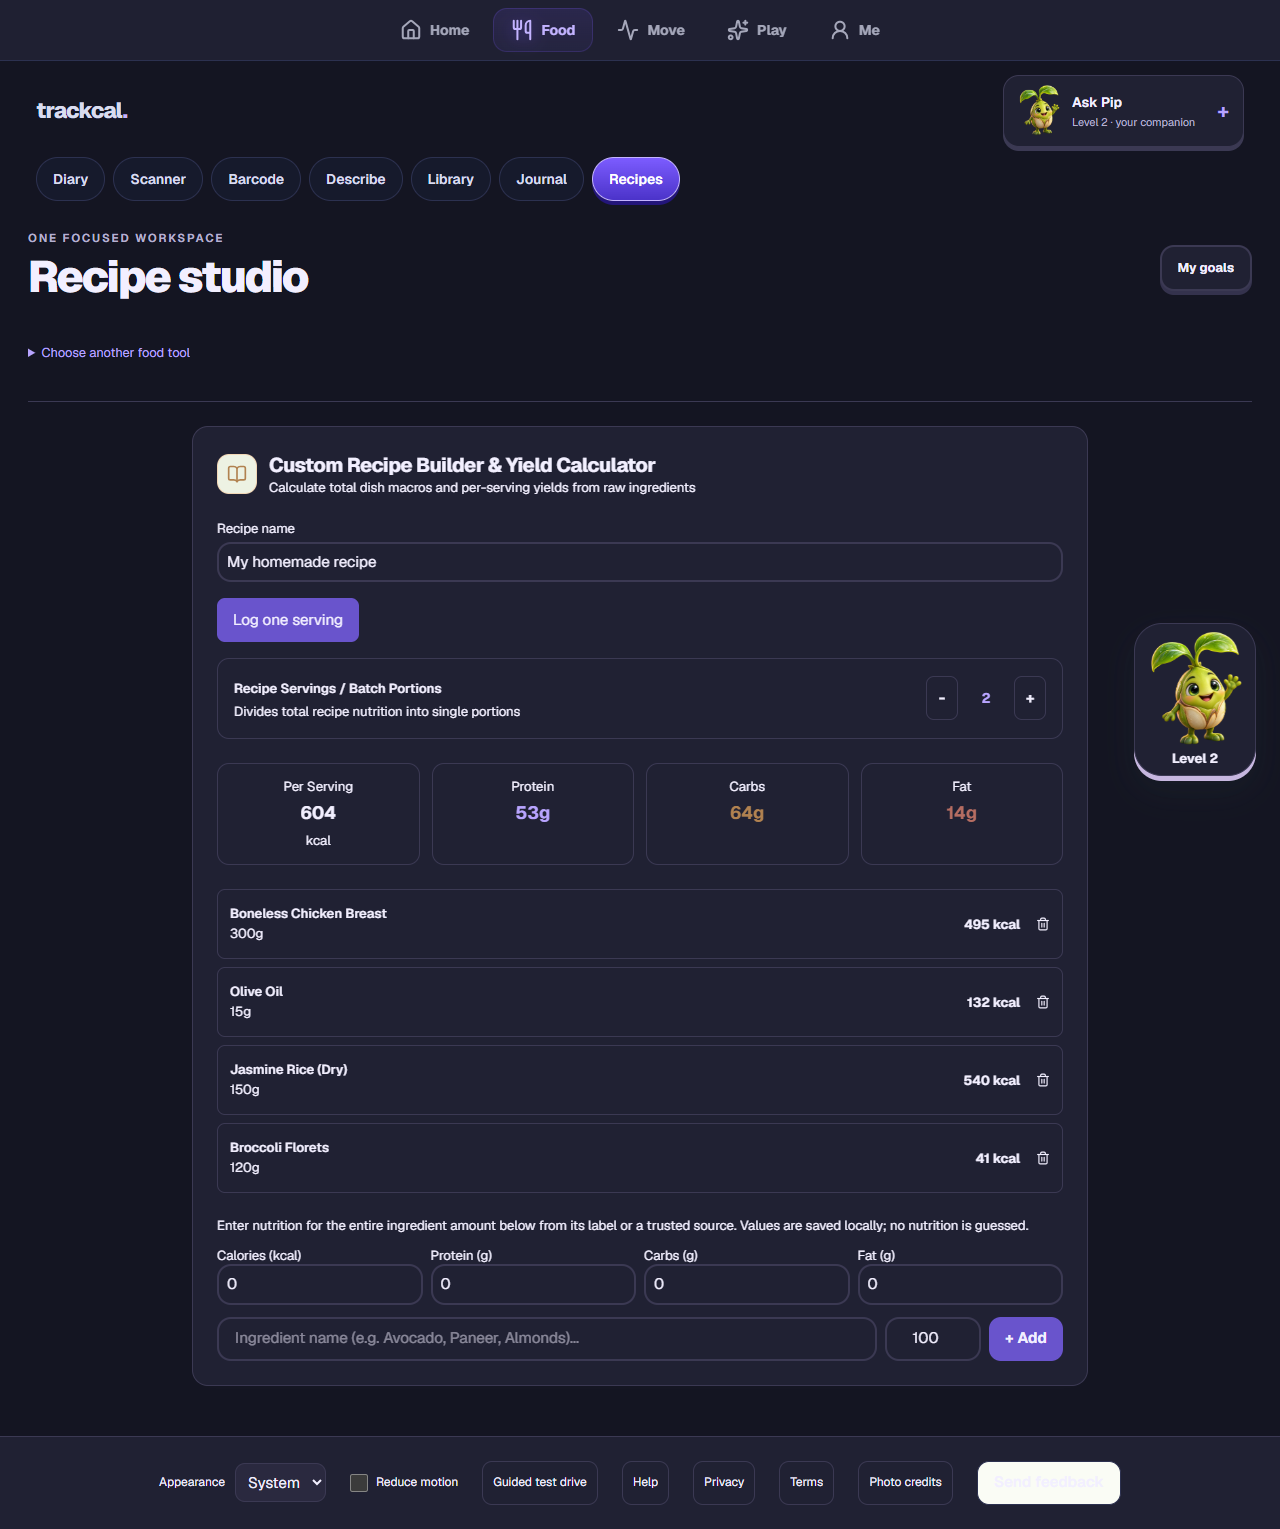 Home
Food
Move
Play
Me
trackcal.
Ask Pip
Level 2 · your companion
+
Diary
Scanner
Barcode
Describe
Library
Journal
Recipes
ONE FOCUSED WORKSPACE
Recipe studio
My goals
Choose another food tool
Custom Recipe Builder & Yield Calculator
Calculate total dish macros and per-serving yields from raw ingredients
Recipe name
My homemade recipe
Log one serving
Recipe Servings / Batch Portions
Divides total recipe nutrition into single portions
-
2
+
Per Serving
604
kcal
Protein
53g
Carbs
64g
Fat
14g
Level 2
Boneless Chicken Breast
300g
495 kcal
Olive Oil
15g
132 kcal
Jasmine Rice (Dry)
150g
540 kcal
Broccoli Florets
120g
41 kcal
Enter nutrition for the entire ingredient amount below from its label or a trusted source. Values are saved locally; no nutrition is guessed.
Calories (kcal)
0
Protein (g)
0
Carbs (g)
0
Fat (g)
0
Ingredient name (e.g. Avocado, Paneer, Almonds)...
100
+ Add
Appearance
System
Reduce motion
Guided test drive
Help
Privacy
Terms
Photo credits
Send feedback